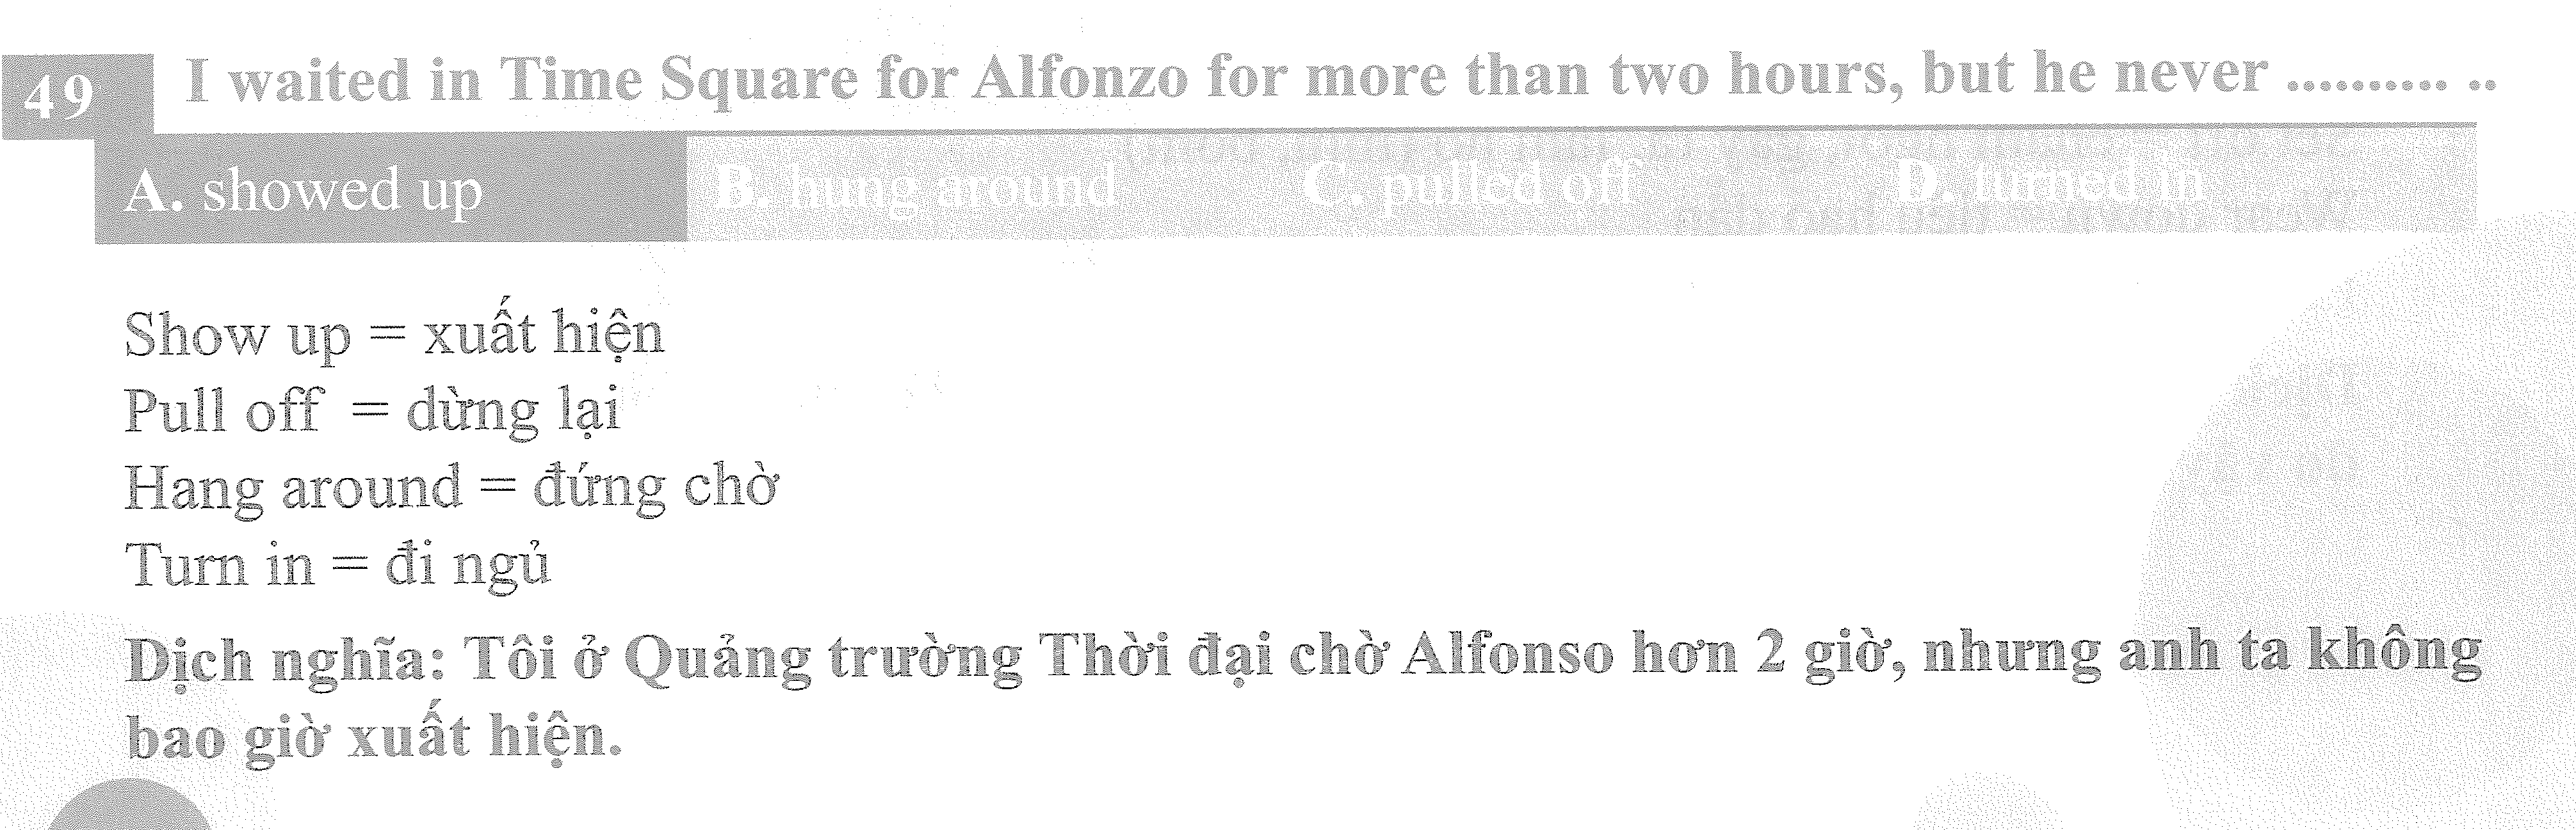 49 I waited in Time Square for Alfonzo for more than two hours, but he never .......... ..
A. showed up B. hung around C. pulled off D. turned in
Show up = xuất hiện
Pull off = dừng lại
Hang around = đứng chờ
Turn in = đi ngủ
Dịch nghĩa: Tôi ở Quảng trường Thời đại chờ Alfonso hơn 2 giờ, nhưng anh ta không
bao giờ xuất hiện.